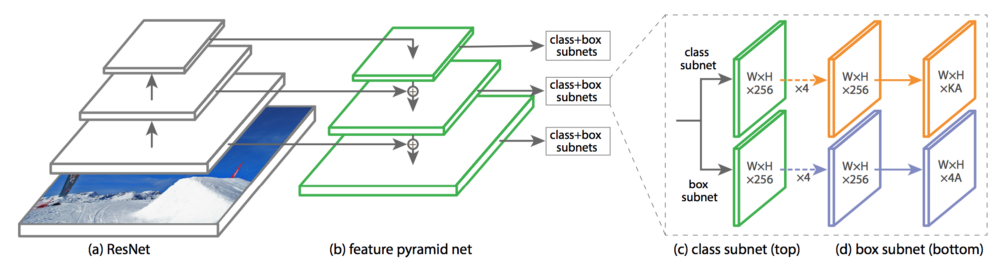 class+box
subnets
class+box
subnets
class+box
subnets
class
subnet
W×H
×256
×4
W×H
×256
W×H
×KA
box
subnet
W×H
×256
×4
W×H
×256
W×H
×4A
(a) ResNet
(b) feature pyramid net
(c) class subnet (top)
(d) box subnet (bottom)